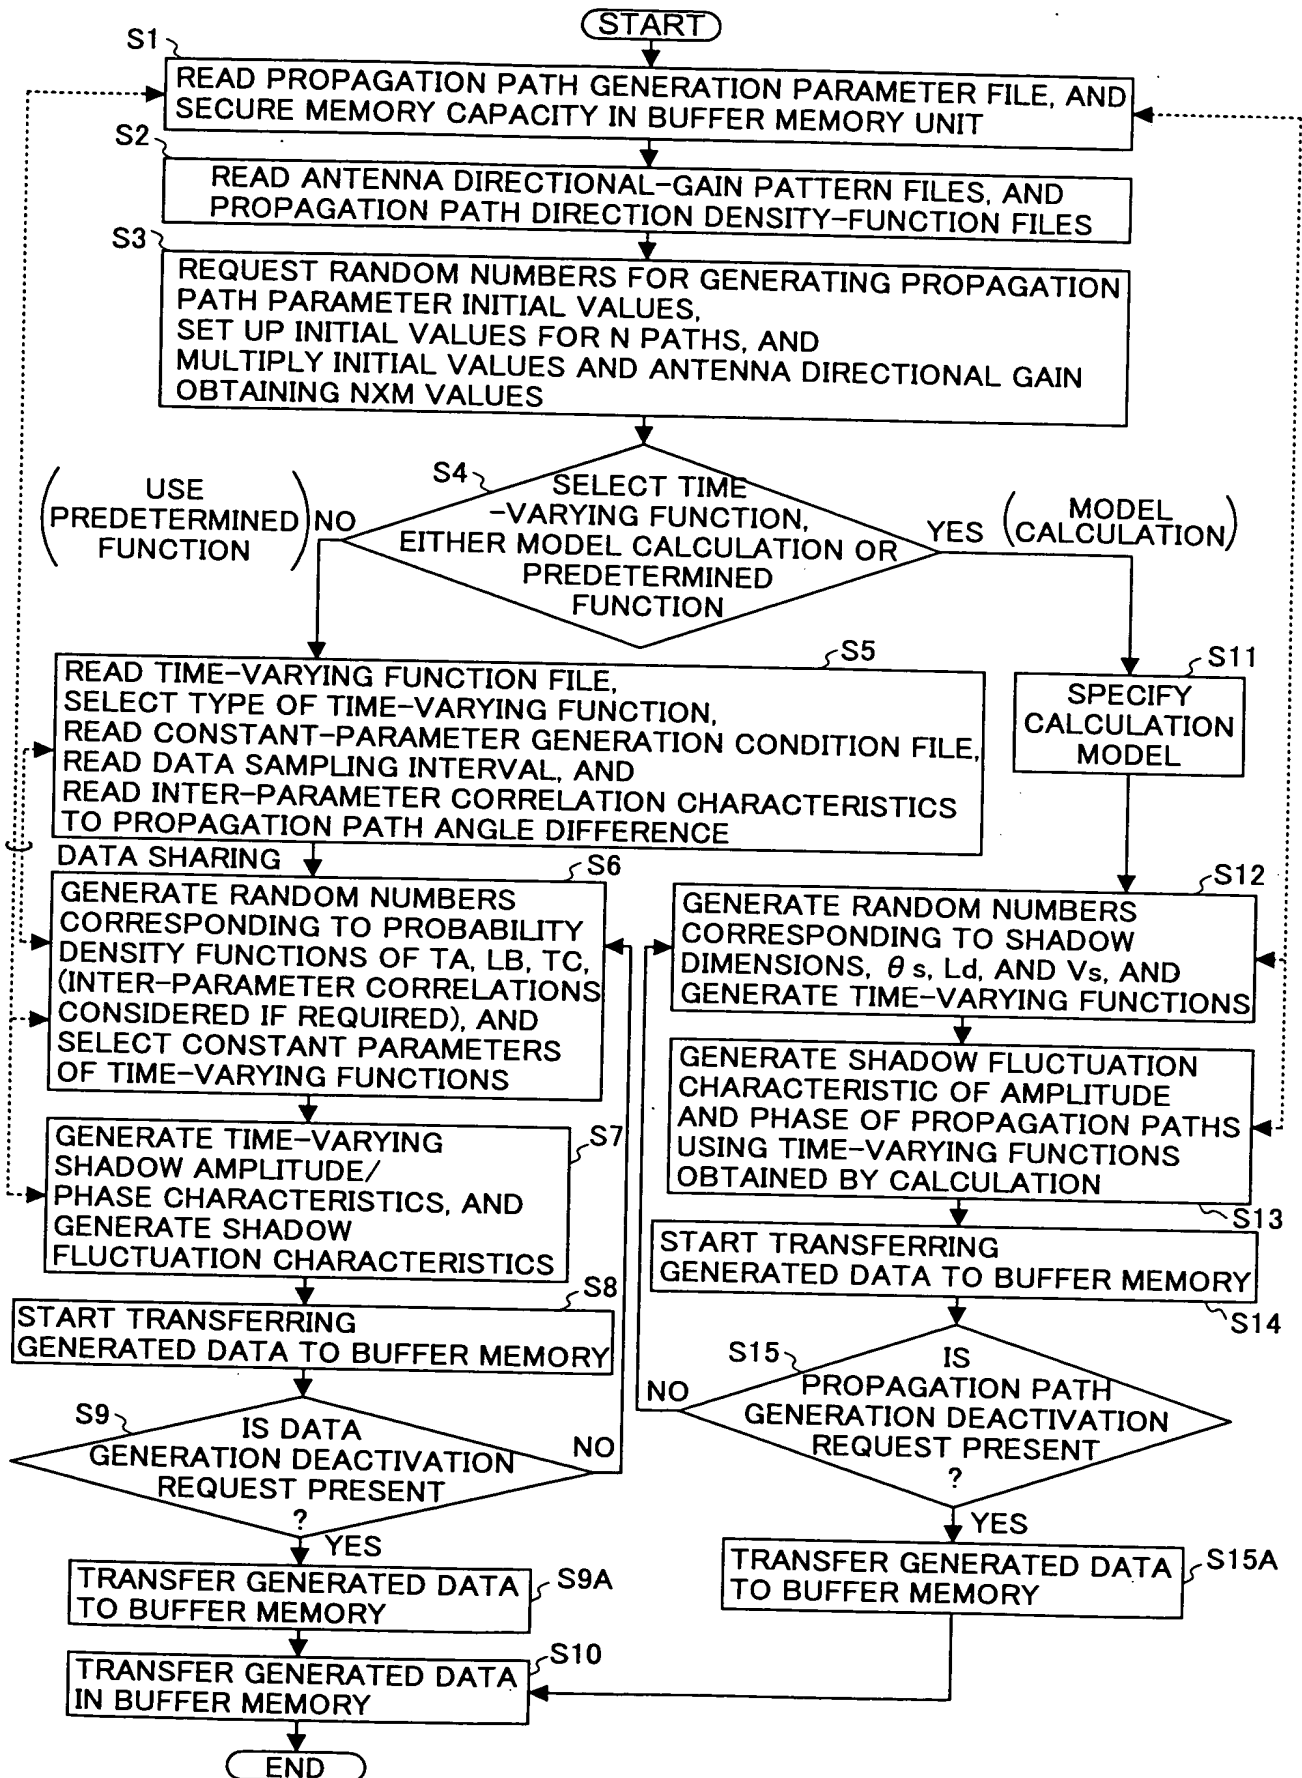 START
S1
READ PROPAGATION PATH GENERATION PARAMETER FILE, AND
SECURE MEMORY CAPACITY IN BUFFER MEMORY UNIT
S2
READ ANTENNA DIRECTIONAL-GAIN PATTERN FILES, AND
PROPAGATION PATH DIRECTION DENSITY-FUNCTION FILES
S3
REQUEST RANDOM NUMBERS FOR GENERATING PROPAGATION
PATH PARAMETER INITIAL VALUES,
SET UP INITIAL VALUES FOR N PATHS, AND
MULTIPLY INITIAL VALUES AND ANTENNA DIRECTIONAL GAIN
OBTAINING NXM VALUES
S4
SELECT TIME
-VARYING FUNCTION,
EITHER MODEL CALCULATION OR
PREDETERMINED
FUNCTION
(USE
PREDETERMINED
FUNCTION)
NO
YES
(MODEL
CALCULATION)
S5
READ TIME-VARYING FUNCTION FILE,
SELECT TYPE OF TIME-VARYING FUNCTION,
READ CONSTANT-PARAMETER GENERATION CONDITION FILE,
READ DATA SAMPLING INTERVAL, AND
READ INTER-PARAMETER CORRELATION CHARACTERISTICS
TO PROPAGATION PATH ANGLE DIFFERENCE
S11
SPECIFY
CALCULATION
MODEL
DATA SHARING
S6
GENERATE RANDOM NUMBERS
CORRESPONDING TO PROBABILITY
DENSITY FUNCTIONS OF TA, LB, TC,
(INTER-PARAMETER CORRELATIONS
CONSIDERED IF REQUIRED), AND
SELECT CONSTANT PARAMETERS
OF TIME-VARYING FUNCTIONS
S12
GENERATE RANDOM NUMBERS
CORRESPONDING TO SHADOW
DIMENSIONS, θs, Ld, AND Vs, AND
GENERATE TIME-VARYING FUNCTIONS
S7
GENERATE TIME-VARYING
SHADOW AMPLITUDE/
PHASE CHARACTERISTICS, AND
GENERATE SHADOW
FLUCTUATION CHARACTERISTICS
GENERATE SHADOW FLUCTUATION
CHARACTERISTIC OF AMPLITUDE
AND PHASE OF PROPAGATION PATHS
USING TIME-VARYING FUNCTIONS
OBTAINED BY CALCULATION
S13
S8
START TRANSFERRING
GENERATED DATA TO BUFFER MEMORY
START TRANSFERRING
GENERATED DATA TO BUFFER MEMORY
S14
S9
IS DATA
GENERATION DEACTIVATION
REQUEST PRESENT
?
NO
YES
S15
IS
PROPAGATION PATH
GENERATION DEACTIVATION
REQUEST PRESENT
?
NO
YES
TRANSFER GENERATED DATA
TO BUFFER MEMORY
S9A
TRANSFER GENERATED DATA
TO BUFFER MEMORY
S15A
TRANSFER GENERATED DATA
IN BUFFER MEMORY
S10
END